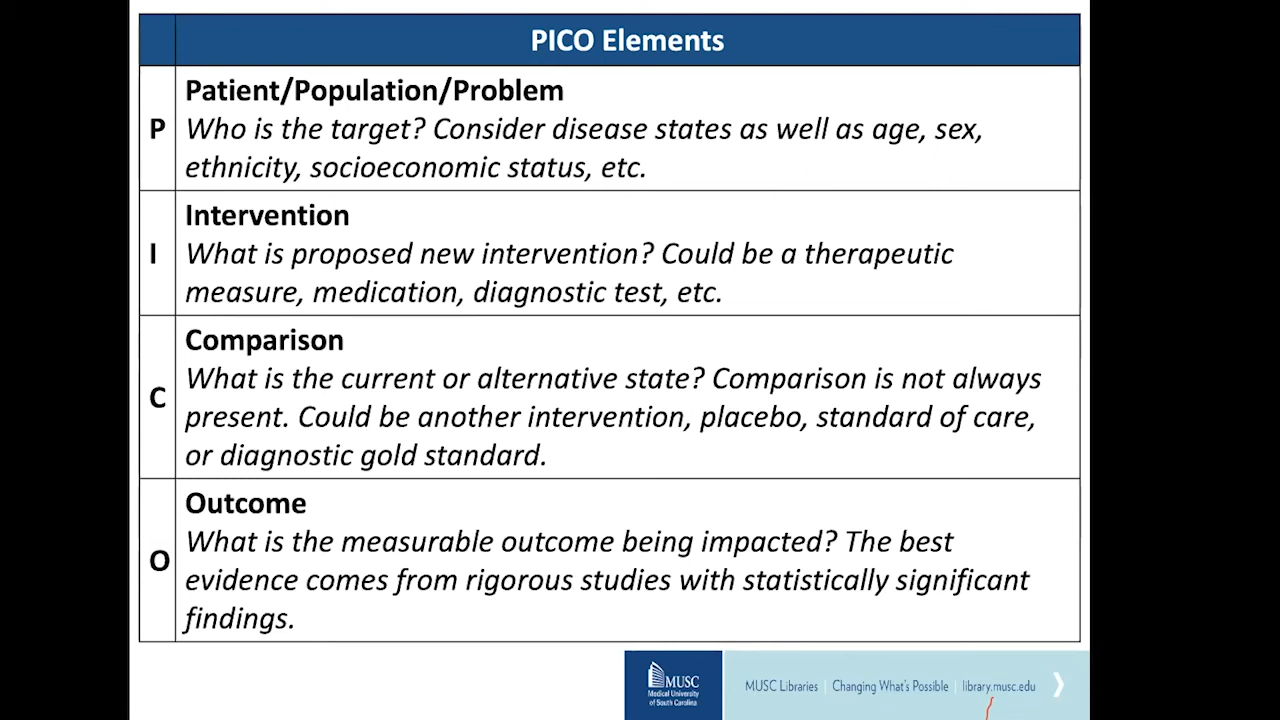 PICO Elements
Patient/Population/Problem
P
Who is the target? Consider disease states as well as age, sex,
ethnicity, socioeconomic status, etc.
Intervention
I
What is proposed new intervention? Could be a therapeutic
measure, medication, diagnostic test, etc.
Comparison
What is the current or alternative state? Comparison is not always
C
present. Could be another intervention, placebo, standard of care,
or diagnostic gold standard.
Outcome
What is the measurable outcome being impacted? The best
O
evidence comes from rigorous studies with statistically significant
findings.
MUSC
Medical University
of South Carolina
MUSC Libraries | Changing What's Possible | library.musc.edu